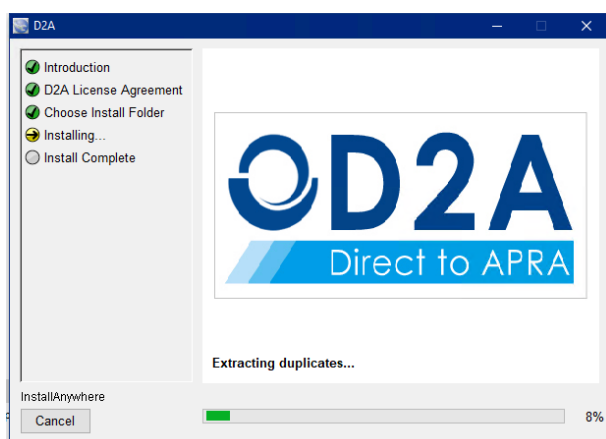 D2A
Introduction
D2A License Agreement
Choose Install Folder
Installing...
Install Complete
D2A
Direct to APRA
Extracting duplicates...
InstallAnywhere
Cancel
8%